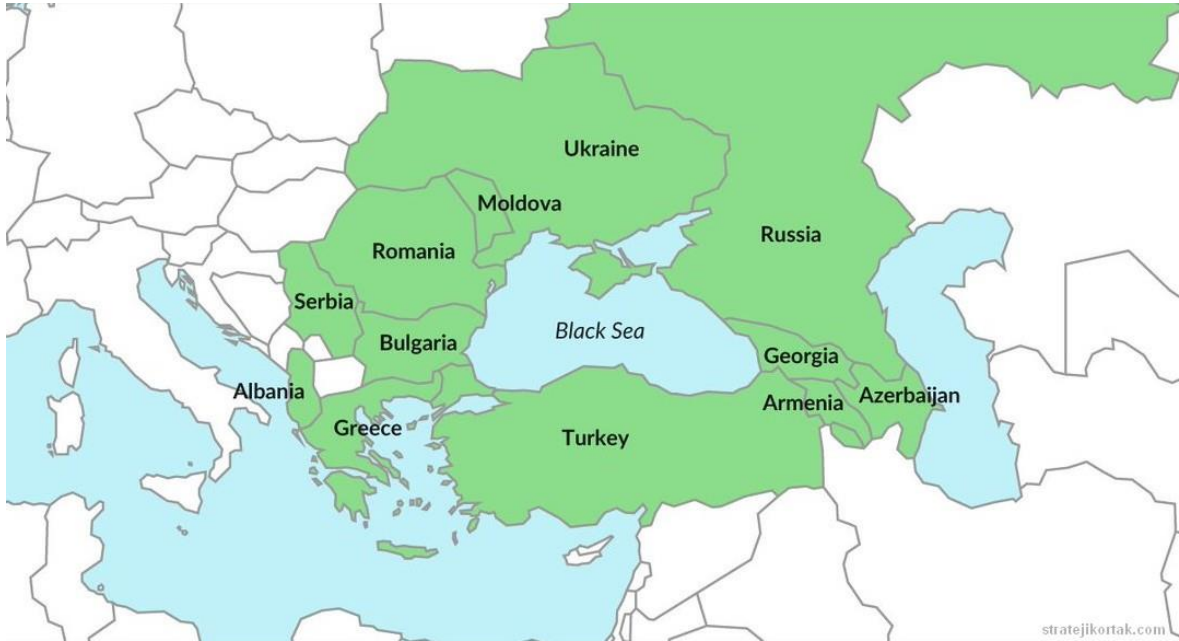 Ukraine
Moldova
Romania
Russia
Serbia
Black Sea
Bulgaria
Georgia
Albania
Armenia
Azerbaijan
Greece
Turkey
stratejikortak.com